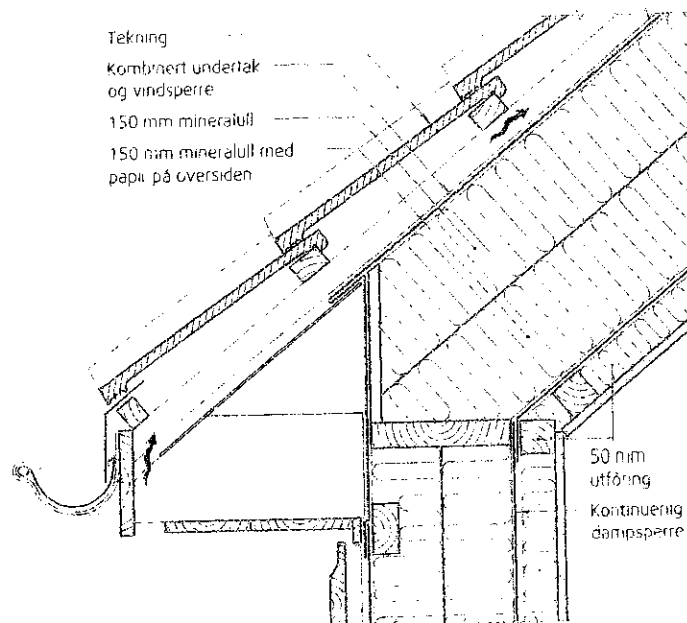 Tekning
Kombinert undertak
og vindsperre
150 mm mineralull
150 mm mineralull med
papir på oversiden
50 mm
utfôring
Kontinuerlig
dampsperre